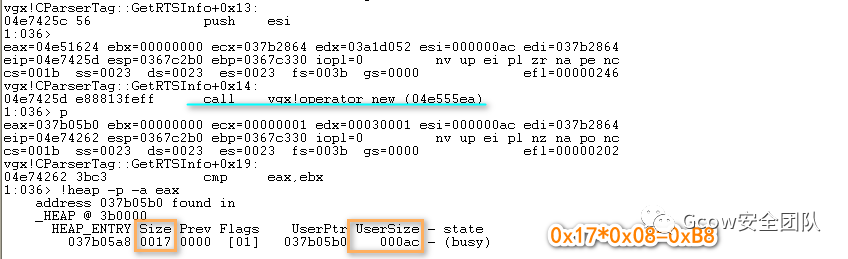 vgx!CParserTag::GetRTSInfo+0x13:
04e7425c 56              push    esi
1:036>
eax=04e51624 ebx=00000000 ecx=037b2864 edx=03a1d052 esi=000000ac edi=037b2864
eip=04e7425d esp=0367c2b0 ebp=0367c330 iopl=0         nv up ei pl zr na pe nc
cs=001b  ss=0023  ds=0023  es=0023  fs=003b  gs=0000             efl=00000246
vgx!CParserTag::GetRTSInfo+0x14:
04e7425d e88813feff      call    vgx!operator new (04e555ea)
1:036> p
eax=037b05b0 ebx=00000000 ecx=00000001 edx=00030001 esi=000000ac edi=037b2864
eip=04e74262 esp=0367c2b0 ebp=0367c330 iopl=0         nv up ei pl nz na po nc
cs=001b  ss=0023  ds=0023  es=0023  fs=003b  gs=0000             efl=00000202
vgx!CParserTag::GetRTSInfo+0x19:
04e74262 3bc3            cmp     eax,ebx
1:036> !heap -p -a eax
    address 037b05b0 found in
    _HEAP @ 3b0000
      HEAP_ENTRY Size Prev Flags    UserPtr UserSize - state
        037b05a8 0017 0000  [01]   037b05b0    000ac - (busy)
0x17*0x08=0xB8
Gcow安全团队